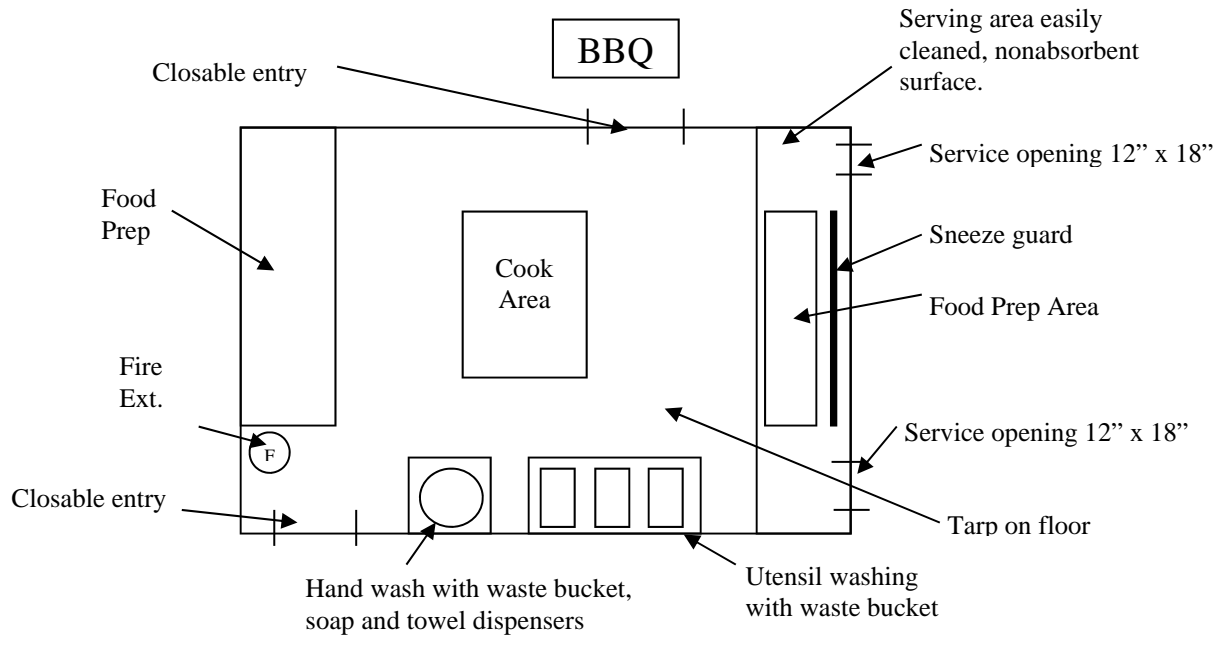 BBQ
Serving area easily
cleaned, nonabsorbent
surface.
Closable entry
Service opening 12” x 18”
Food
Prep
Sneeze guard
Cook
Area
Food Prep Area
Fire
Ext.
F
Service opening 12” x 18”
Closable entry
Tarp on floor
Hand wash with waste bucket,
soap and towel dispensers
Utensil washing
with waste bucket